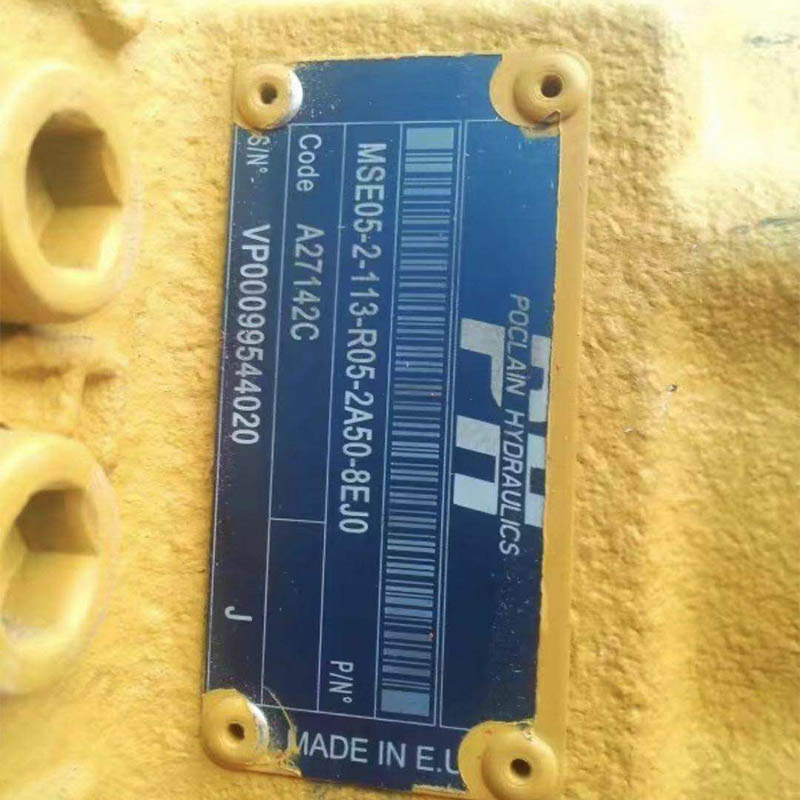 POCLAIN HYDRAULICS
MSE05-2-113-R05-2A50-8EJ0 P/N°
Code A27142C
S/N° VP00099544020 J
MADE IN E.U